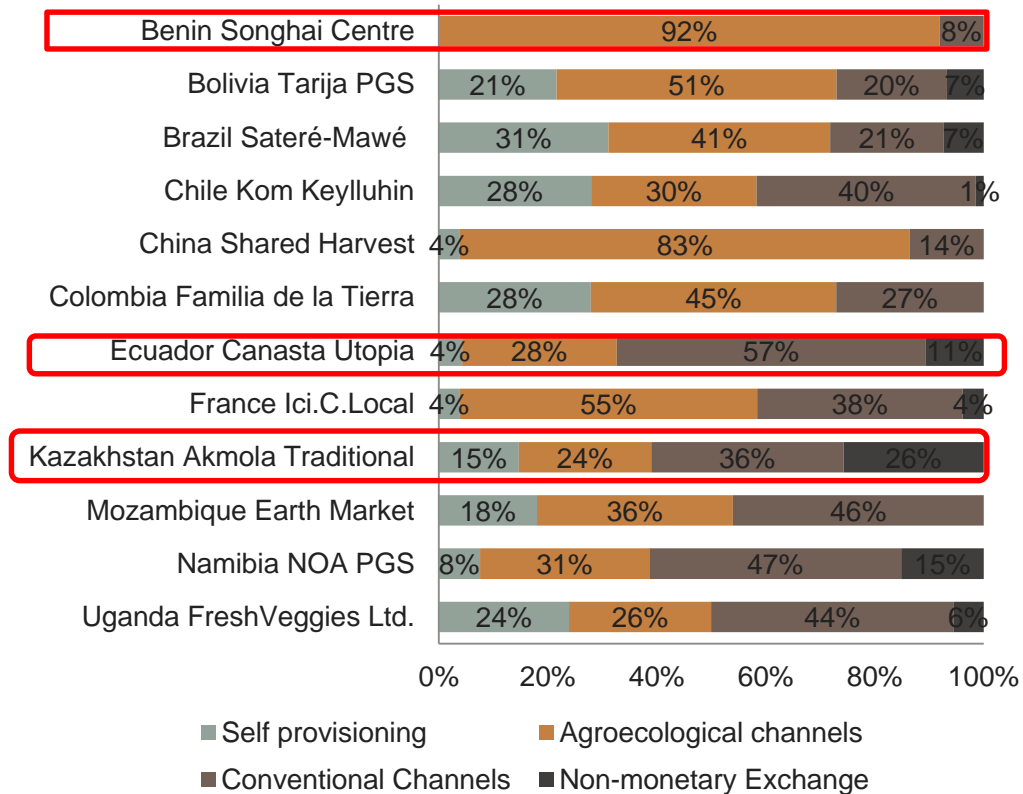 Benin Songhai Centre 92% 8%
Bolivia Tarija PGS 21% 51% 20% 7%
Brazil Sateré-Mawé 31% 41% 21% 7%
Chile Kom Keylluhin 28% 30% 40% 1%
China Shared Harvest 4% 83% 14%
Colombia Familia de la Tierra 28% 45% 27%
Ecuador Canasta Utopia 4% 28% 57% 11%
France Ici.C.Local 4% 55% 38% 4%
Kazakhstan Akmola Traditional 15% 24% 36% 26%
Mozambique Earth Market 18% 36% 46%
Namibia NOA PGS 8% 31% 47% 15%
Uganda FreshVeggies Ltd. 24% 26% 44% 6%
0% 20% 40% 60% 80% 100%
Self provisioning Agroecological channels
Conventional Channels Non-monetary Exchange